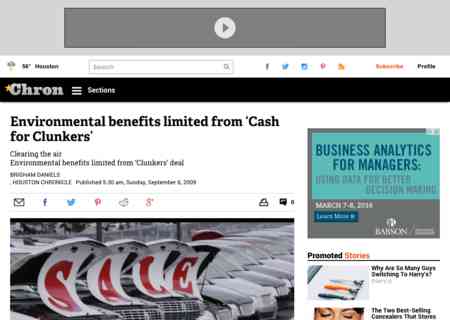 56° Houston
Search
Subscribe Profile
Chron
Sections
Environmental benefits limited from 'Cash
for Clunkers'
Clearing the air
Environmental benefits limited from 'Clunkers' deal
BRIGHAM DANIELS
, HOUSTON CHRONICLE Published 5:30 am, Sunday, September 6, 2009
0
SALE
BUSINESS ANALYTICS
FOR MANAGERS:
USING DATA FOR BETTER
DECISION MAKING
MARCH 7-8, 2016
Learn More
BABSON
Promoted Stories
Why Are So Many Guys
Switching To Harry's?
Harry's
The Two Best-Selling
Concealers That Stores